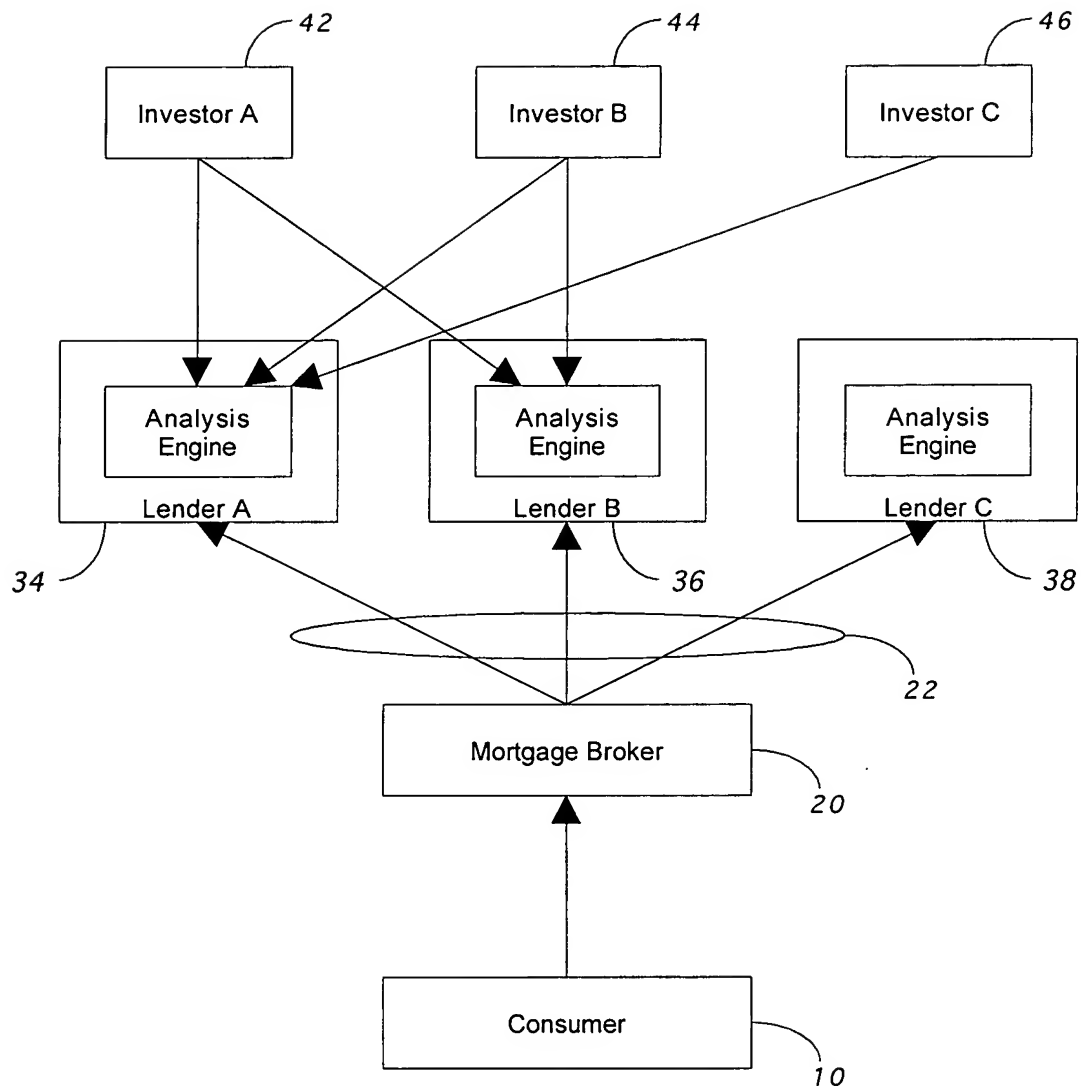 42
44
46
Investor A
Investor B
Investor C
Analysis
Engine
Analysis
Engine
Analysis
Engine
Lender A
Lender B
Lender C
34
36
38
22
Mortgage Broker
20
Consumer
10